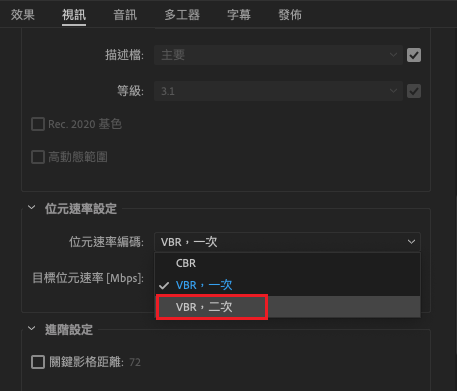 效果 視訊 音訊 多工器 字幕 發佈
描述檔: 主要
等級: 3.1
Rec. 2020 基色
高動態範圍
位元速率設定
位元速率編碼: VBR，一次
CBR
目標位元速率 [Mbps]: VBR，一次
VBR，二次
進階設定
關鍵影格距離: 72